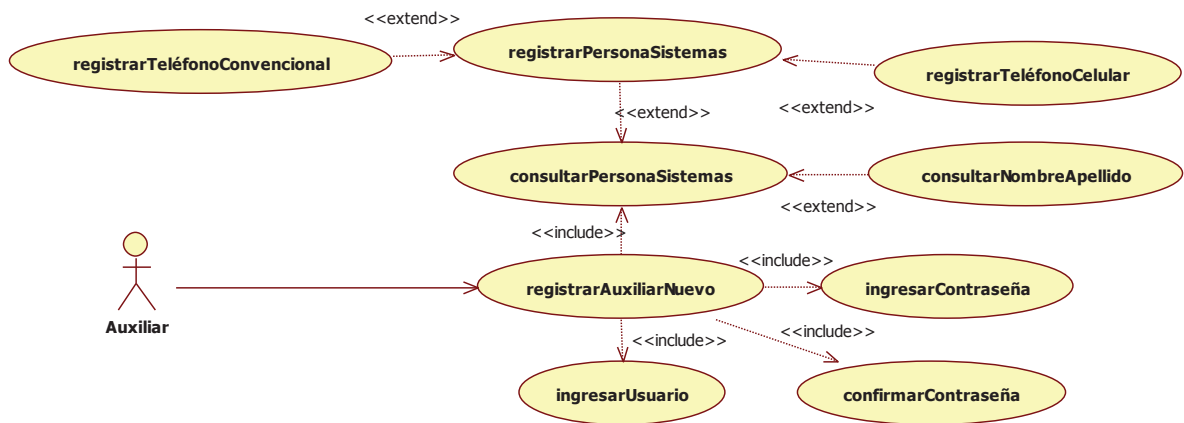 <<extend>>
registrarTeléfonoConvencional
registrarPersonaSistemas
registrarTeléfonoCelular
<<extend>>
<<extend>>
consultarPersonaSistemas
consultarNombreApellido
<<extend>>
<<include>>
<<include>>
registrarAuxiliarNuevo
ingresarContraseña
Auxiliar
<<include>>
<<include>>
ingresarUsuario
confirmarContraseña